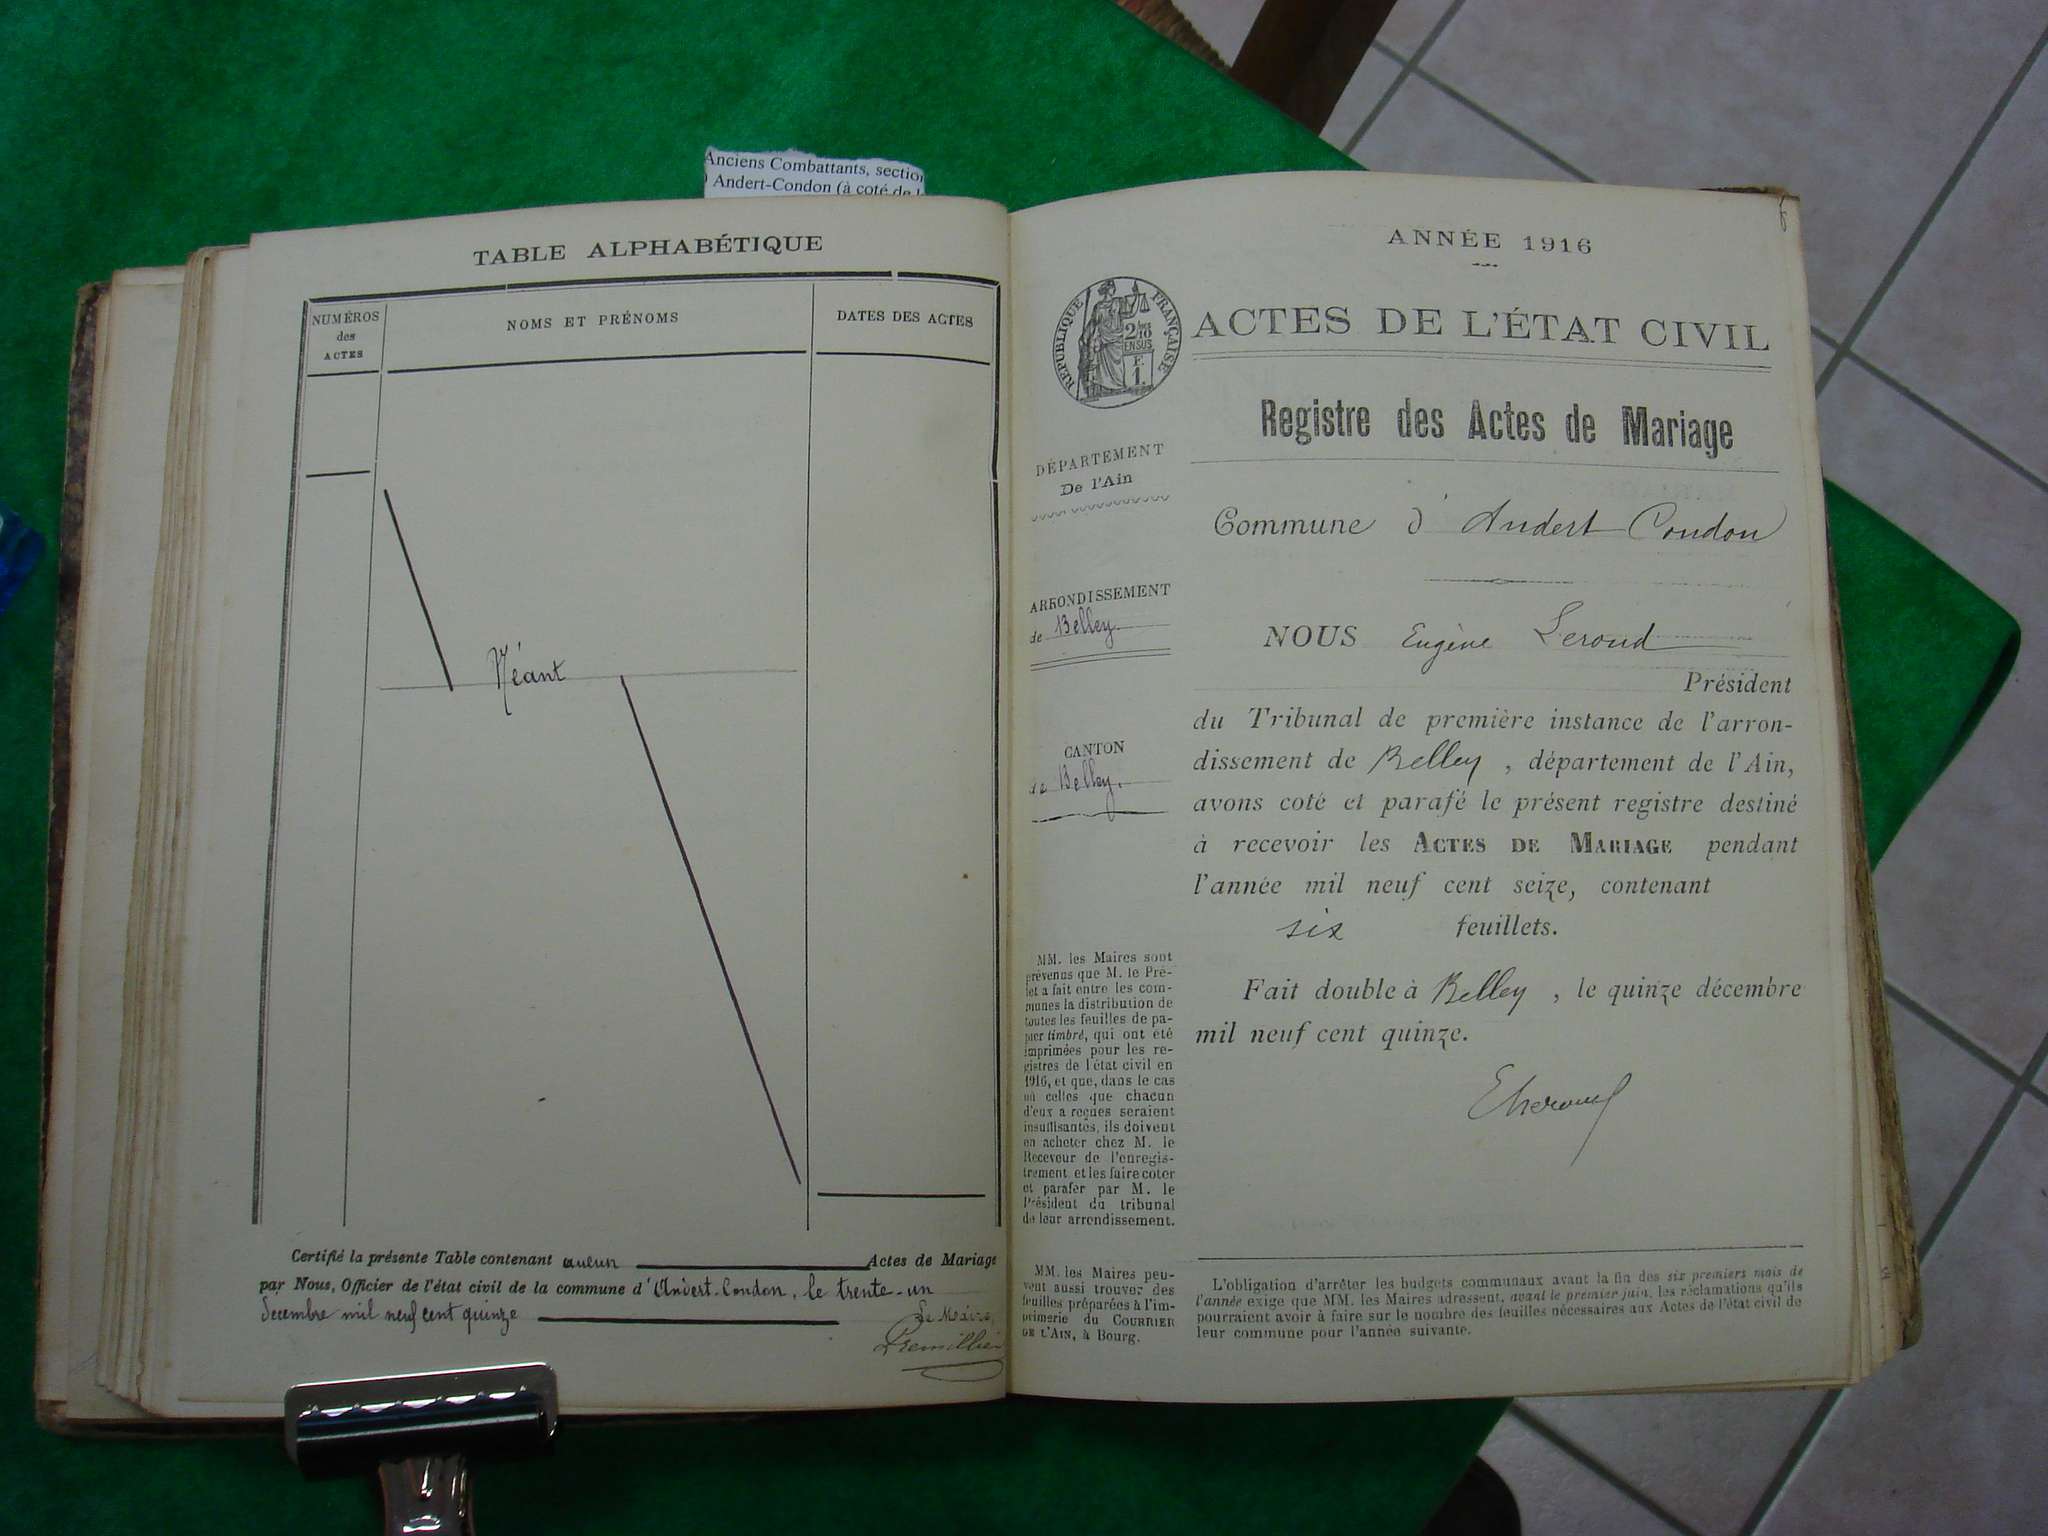 Anciens Combattants, section
) Andert-Condon (à coté de l
TABLE ALPHABÉTIQUE
NUMÉROS
des
ACTES
NOMS ET PRÉNOMS
DATES DES ACTES
Néant
Certifié la présente Table contenant aucun Actes de Mariage
par Nous, Officier de l'état civil de la commune d'Andert-Condon, le trente-un
décembre mil neuf cent quinze
Le Maire,
ANNÉE 1916
RÉPUBLIQUE FRANÇAISE
2/10
EN SUS
F.
1.
ACTES DE L'ÉTAT CIVIL
Registre des Actes de Mariage
DÉPARTEMENT
De l'Ain
Commune d'Andert Condon
ARRONDISSEMENT
de Belley
NOUS Eugène Leroud
Président
du Tribunal de première instance de l'arron-
dissement de Belley, département de l'Ain,
avons coté et parafé le présent registre destiné
à recevoir les ACTES DE MARIAGE pendant
l'année mil neuf cent seize, contenant
six feuillets.
Fait double à Belley, le quinze décembre
mil neuf cent quinze.
CANTON
de Belley.
MM. les Maires sont
prévenus que M. le Pré-
fet a fait entre les com-
munes la distribution de
toutes les feuilles de pa-
pier timbré, qui ont été
imprimées pour les re-
gistres de l'état civil en
1916, et que, dans le cas
où celles que chacun
d'eux a reçues seraient
insuffisantes, ils doivent
en acheter chez M. le
Receveur de l'enregis-
trement et les faire coter
et parafer par M. le
Président du tribunal
de leur arrondissement.
MM. les Maires peu-
vent aussi trouver des
feuilles préparées à l'im-
primerie du COURRIER
DE L'AIN, à Bourg.
L'obligation d'arrêter les budgets communaux avant la fin des six premiers mois de
l'année exige que MM. les Maires adressent, avant le premier juin, les réclamations qu'ils
pourraient avoir à faire sur le nombre des feuilles nécessaires aux Actes de l'état civil de
leur commune pour l'année suivante.